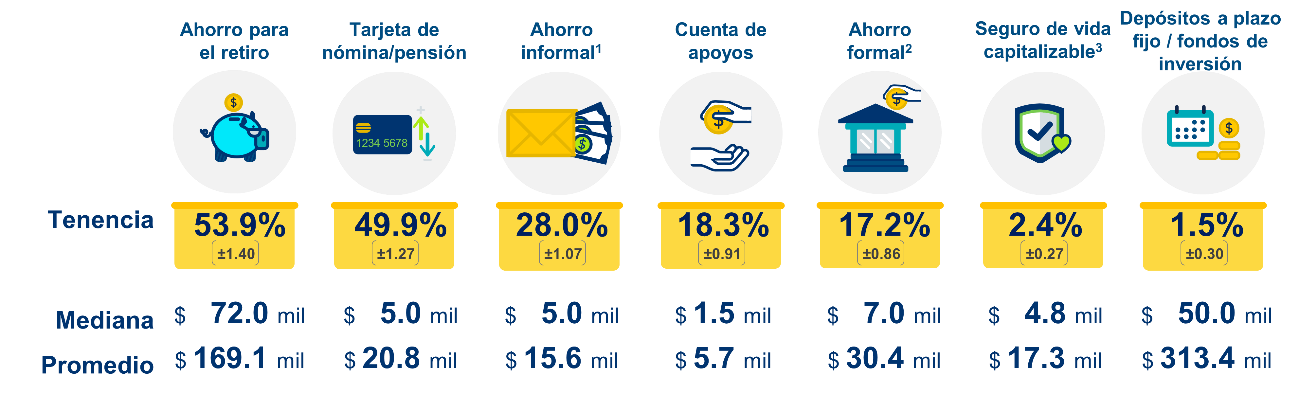 Ahorro para
el retiro
Tarjeta de
nómina/pensión
Ahorro
informal¹
Cuenta de
apoyos
Ahorro
formal²
Seguro de vida
capitalizable³
Depósitos a plazo
fijo / fondos de
inversión
$
1234 5678
$
$
$
$
Tenencia 53.9% 49.9% 28.0% 18.3% 17.2% 2.4% 1.5%
±1.40 ±1.27 ±1.07 ±0.91 ±0.86 ±0.27 ±0.30
Mediana $ 72.0 mil $ 5.0 mil $ 5.0 mil $ 1.5 mil $ 7.0 mil $ 4.8 mil $ 50.0 mil
Promedio $ 169.1 mil $ 20.8 mil $ 15.6 mil $ 5.7 mil $ 30.4 mil $ 17.3 mil $ 313.4 mil